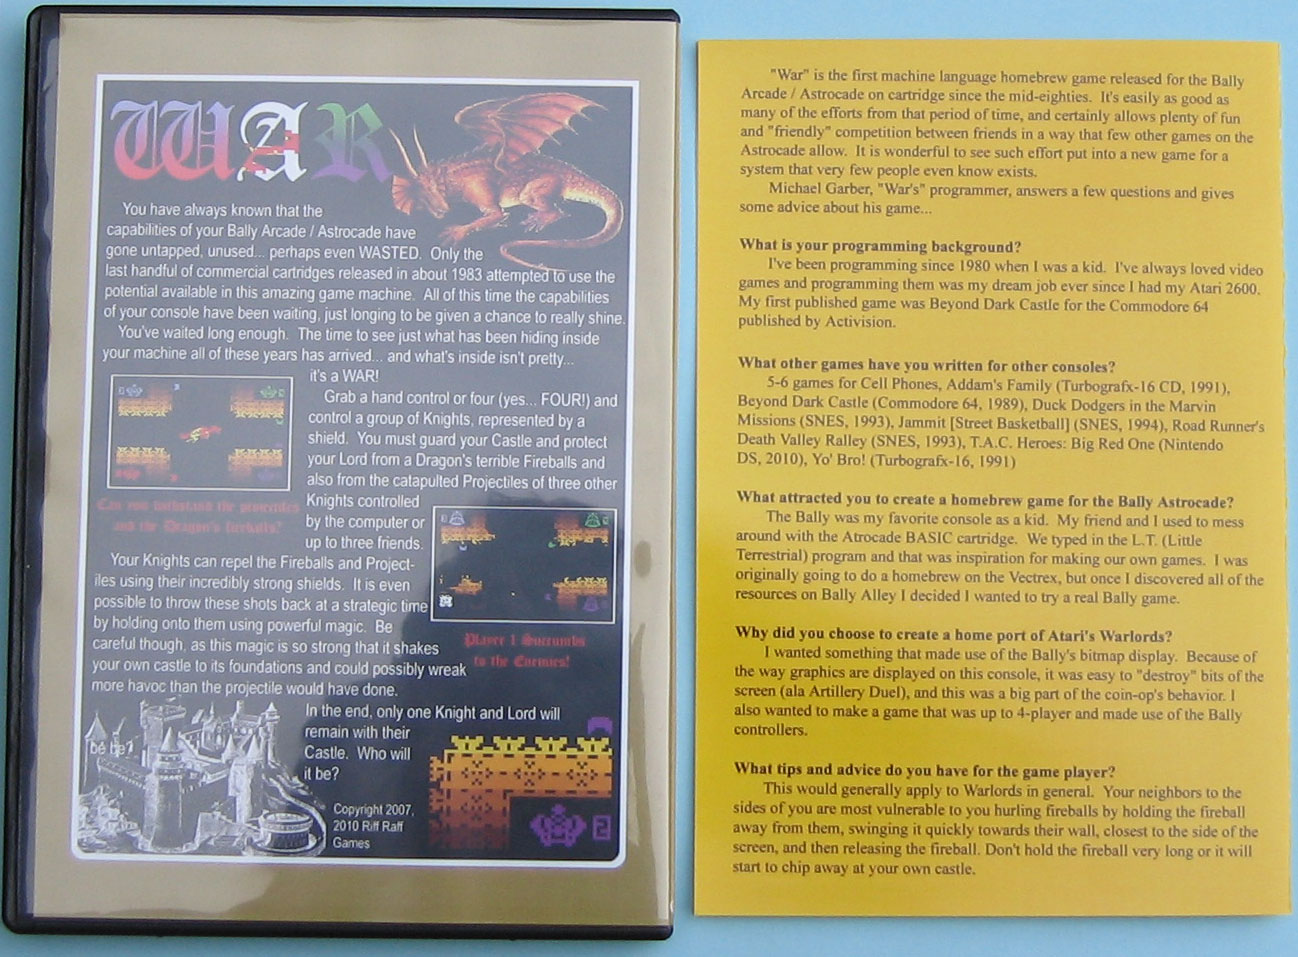 WAR
You have always known that the
capabilities of your Bally Arcade / Astrocade have
gone untapped, unused... perhaps even WASTED.  Only the
last handful of commercial cartridges released in about 1983 attempted to use the
potential available in this amazing game machine.  All of this time the capabilities
of your console have been waiting, just longing to be given a chance to really shine.
You've waited long enough.  The time to see just what has been hiding inside
your machine all of these years has arrived... and what's inside isn't pretty...
it's a WAR!
Grab a hand control or four (yes... FOUR!) and
control a group of Knights, represented by a
shield.  You must guard your Castle and protect
your Lord from a Dragon's terrible Fireballs and
also from the catapulted Projectiles of three other
Knights controlled
by the computer or
up to three friends.
Can you withstand the projectiles
and the Dragon's fireballs?
Your Knights can repel the Fireballs and Project-
iles using their incredibly strong shields.  It is even
possible to throw these shots back at a strategic time
by holding onto them using powerful magic.  Be
careful though, as this magic is so strong that it shakes
your own castle to its foundations and could possibly wreak
more havoc than the projectile would have done.
Player 1 Succumbs
to the Enemies!
In the end, only one Knight and Lord will
remain with their
Castle.  Who will
it be?
be be?
Copyright 2007,
2010 Riff Raff
Games
2
"War" is the first machine language homebrew game released for the Bally
Arcade / Astrocade on cartridge since the mid-eighties.  It's easily as good as
many of the efforts from that period of time, and certainly allows plenty of fun
and "friendly" competition between friends in a way that few other games on the
Astrocade allow.  It is wonderful to see such effort put into a new game for a
system that very few people even know exists.
Michael Garber, "War's" programmer, answers a few questions and gives
some advice about his game...
What is your programming background?
I've been programming since 1980 when I was a kid.  I've always loved video
games and programming them was my dream job ever since I had my Atari 2600.
My first published game was Beyond Dark Castle for the Commodore 64
published by Activision.
What other games have you written for other consoles?
5-6 games for Cell Phones, Addam's Family (Turbografx-16 CD, 1991),
Beyond Dark Castle (Commodore 64, 1989), Duck Dodgers in the Marvin
Missions (SNES, 1993), Jammit [Street Basketball] (SNES, 1994), Road Runner's
Death Valley Ralley (SNES, 1993), T.A.C. Heroes: Big Red One (Nintendo
DS, 2010), Yo' Bro! (Turbografx-16, 1991)
What attracted you to create a homebrew game for the Bally Astrocade?
The Bally was my favorite console as a kid.  My friend and I used to mess
around with the Atrocade BASIC cartridge.  We typed in the L.T. (Little
Terrestrial) program and that was inspiration for making our own games.  I was
originally going to do a homebrew on the Vectrex, but once I discovered all of the
resources on Bally Alley I decided I wanted to try a real Bally game.
Why did you choose to create a home port of Atari's Warlords?
I wanted something that made use of the Bally's bitmap display.  Because of
the way graphics are displayed on this console, it was easy to "destroy" bits of the
screen (ala Artillery Duel), and this was a big part of the coin-op's behavior. I
also wanted to make a game that was up to 4-player and made use of the Bally
controllers.
What tips and advice do you have for the game player?
This would generally apply to Warlords in general.  Your neighbors to the
sides of you are most vulnerable to you hurling fireballs by holding the fireball
away from them, swinging it quickly towards their wall, closest to the side of the
screen, and then releasing the fireball. Don't hold the fireball very long or it will
start to chip away at your own castle.